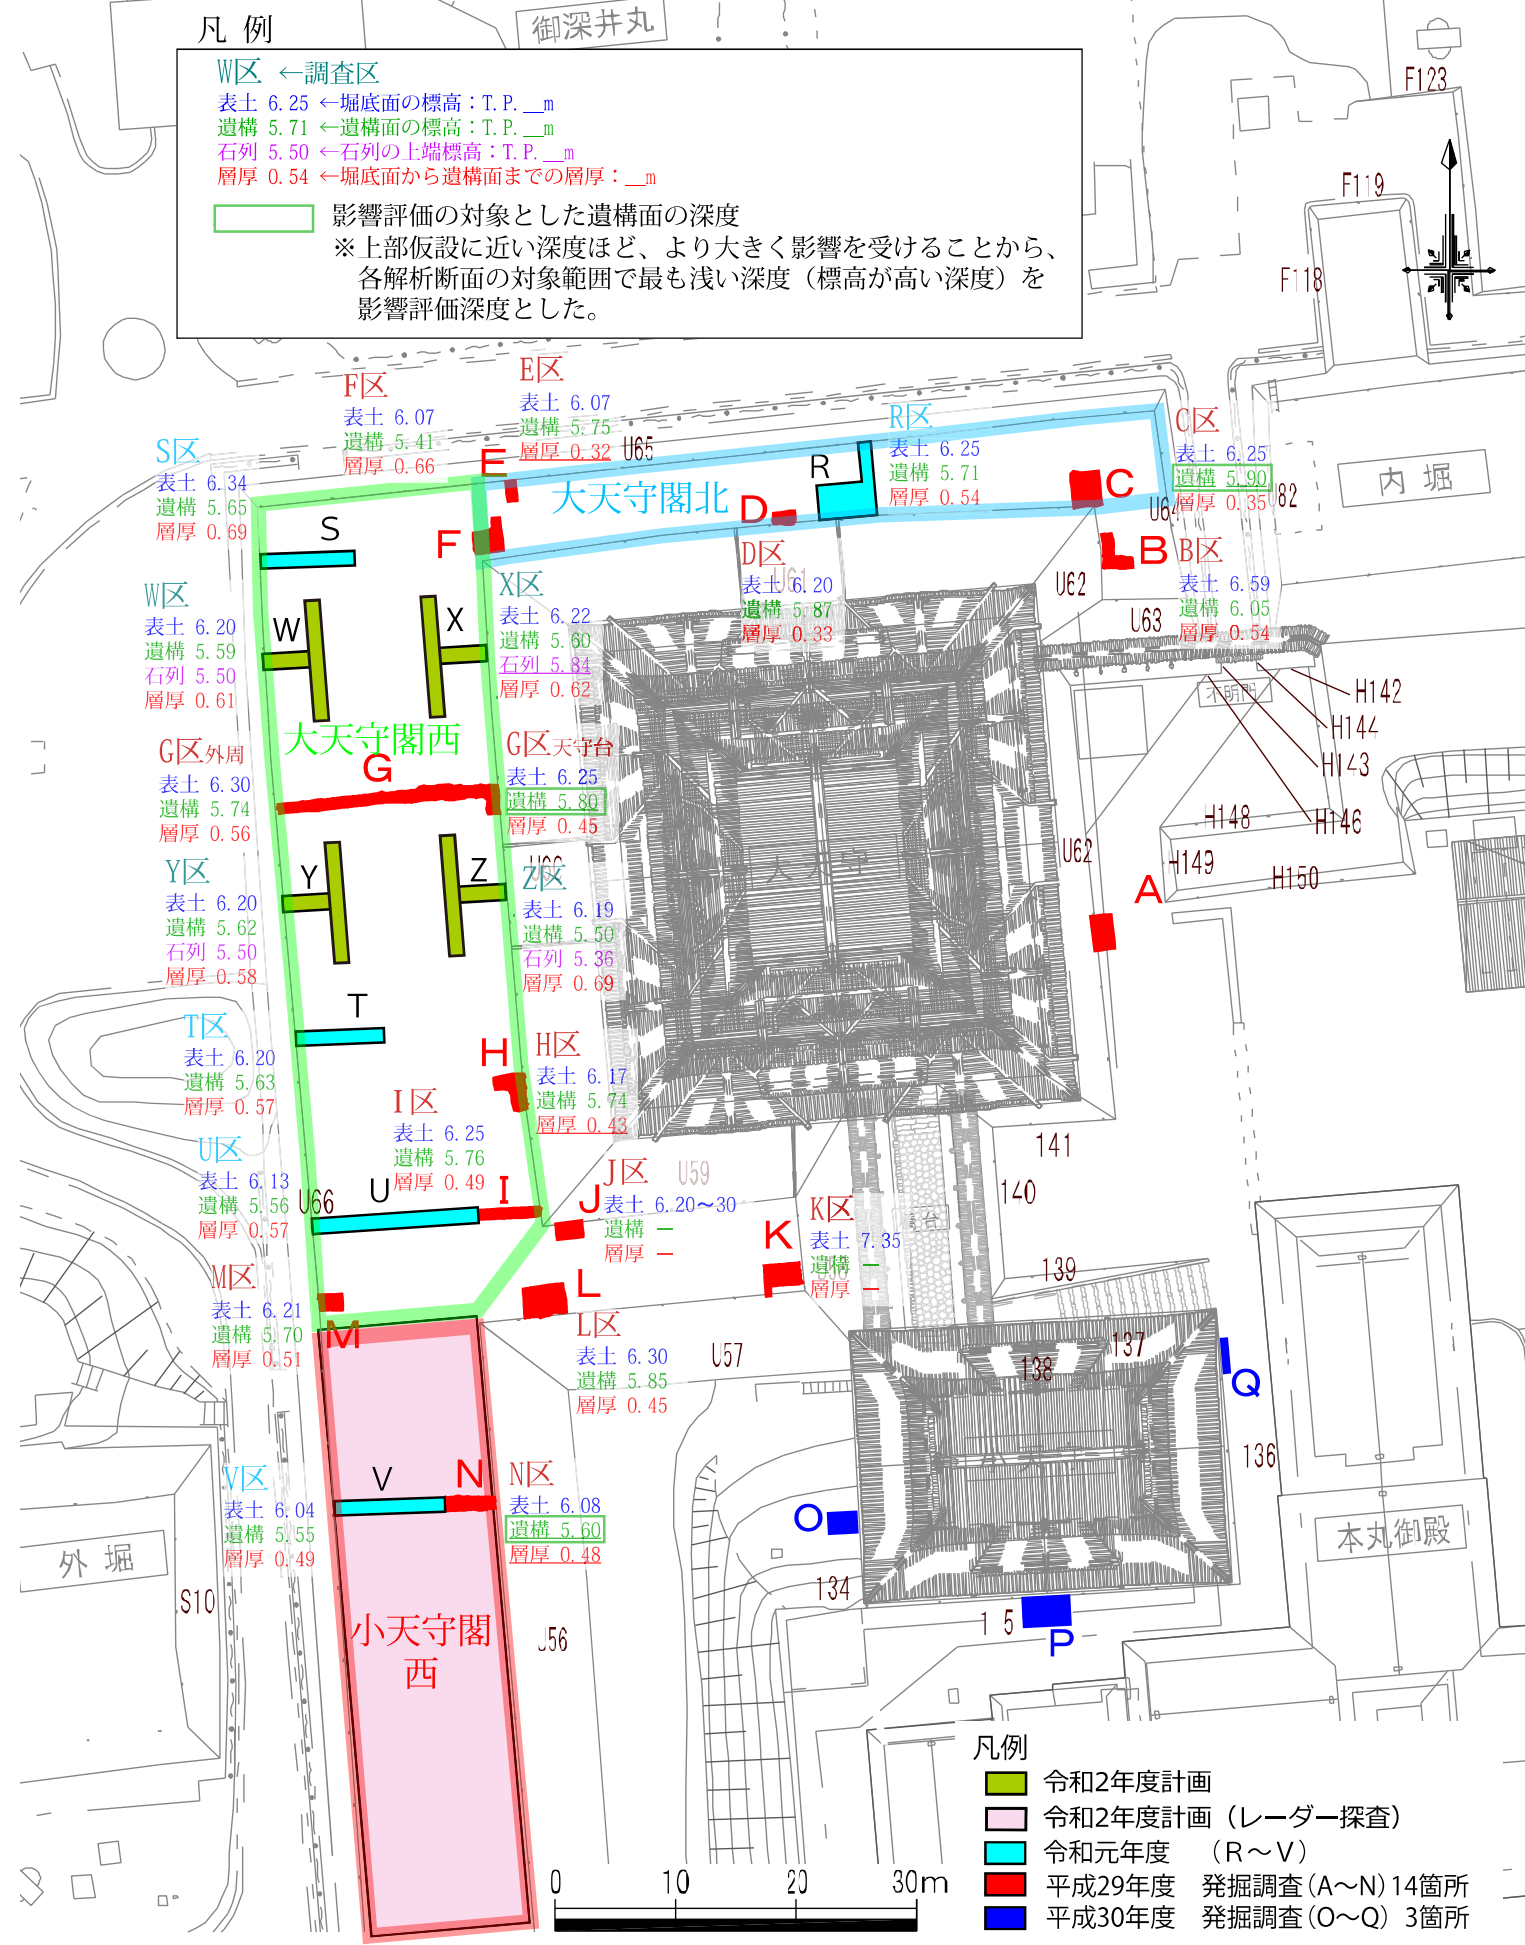 御深井丸
凡 例
W区 ←調査区
表土 6.25 ←堀底面の標高：T.P.__m
遺構 5.71 ←遺構面の標高：T.P.__m
石列 5.50 ←石列の上端標高：T.P.__m
層厚 0.54 ←堀底面から遺構面までの層厚：__m
影響評価の対象とした遺構面の深度
※上部仮設に近い深度ほど、より大きく影響を受けることから、
各解析断面の対象範囲で最も浅い深度（標高が高い深度）を
影響評価深度とした。
F123
F119
F118
E区
表土 6.07
遺構 5.75
層厚 0.32
F区
表土 6.07
遺構 5.41
層厚 0.66
U65
R区
表土 6.25
遺構 5.71
層厚 0.54
C区
表土 6.25
遺構 5.90
層厚 0.35
内 堀
S区
表土 6.34
遺構 5.65
層厚 0.69
E
R
C
大天守閣北
D
U64
U82
S
F
B
D区
表土 6.20
遺構 5.87
層厚 0.33
U61
B区
表土 6.59
遺構 6.05
層厚 0.54
U62
U63
W区
表土 6.20
遺構 5.59
石列 5.50
層厚 0.61
W
X
X区
表土 6.22
遺構 5.60
石列 5.84
層厚 0.62
不明門
H142
H144
H143
H146
H148
H149
H150
大天守閣西
G
G区外周
表土 6.30
遺構 5.74
層厚 0.56
G区天守台
表土 6.25
遺構 5.80
層厚 0.45
U62
大 天 守
A
Y区
表土 6.20
遺構 5.62
石列 5.50
層厚 0.58
Y
Z
Z区
表土 6.19
遺構 5.50
石列 5.36
層厚 0.69
T
T区
表土 6.20
遺構 5.63
層厚 0.57
H
H区
表土 6.17
遺構 5.74
層厚 0.43
I区
表土 6.25
遺構 5.76
層厚 0.49
141
140
139
U区
表土 6.13
遺構 5.56
層厚 0.57
U66
U
I
J
J区
表土 6.20～30
遺構 －
層厚 －
U59
K
K区
表土 7.35
遺構 －
層厚 －
M区
表土 6.21
遺構 5.70
層厚 0.51
M
L
L区
表土 6.30
遺構 5.85
層厚 0.45
U57
137
138
Q
136
V区
表土 6.04
遺構 5.55
層厚 0.49
V
N
N区
表土 6.08
遺構 5.60
層厚 0.48
O
134
1 5
P
本丸御殿
外 堀
S10
小天守閣
西
U56
凡例
令和2年度計画
令和2年度計画（レーダー探査）
令和元年度 （R～V）
平成29年度 発掘調査(A～N)14箇所
平成30年度 発掘調査(O～Q) 3箇所
0 10 20 30m